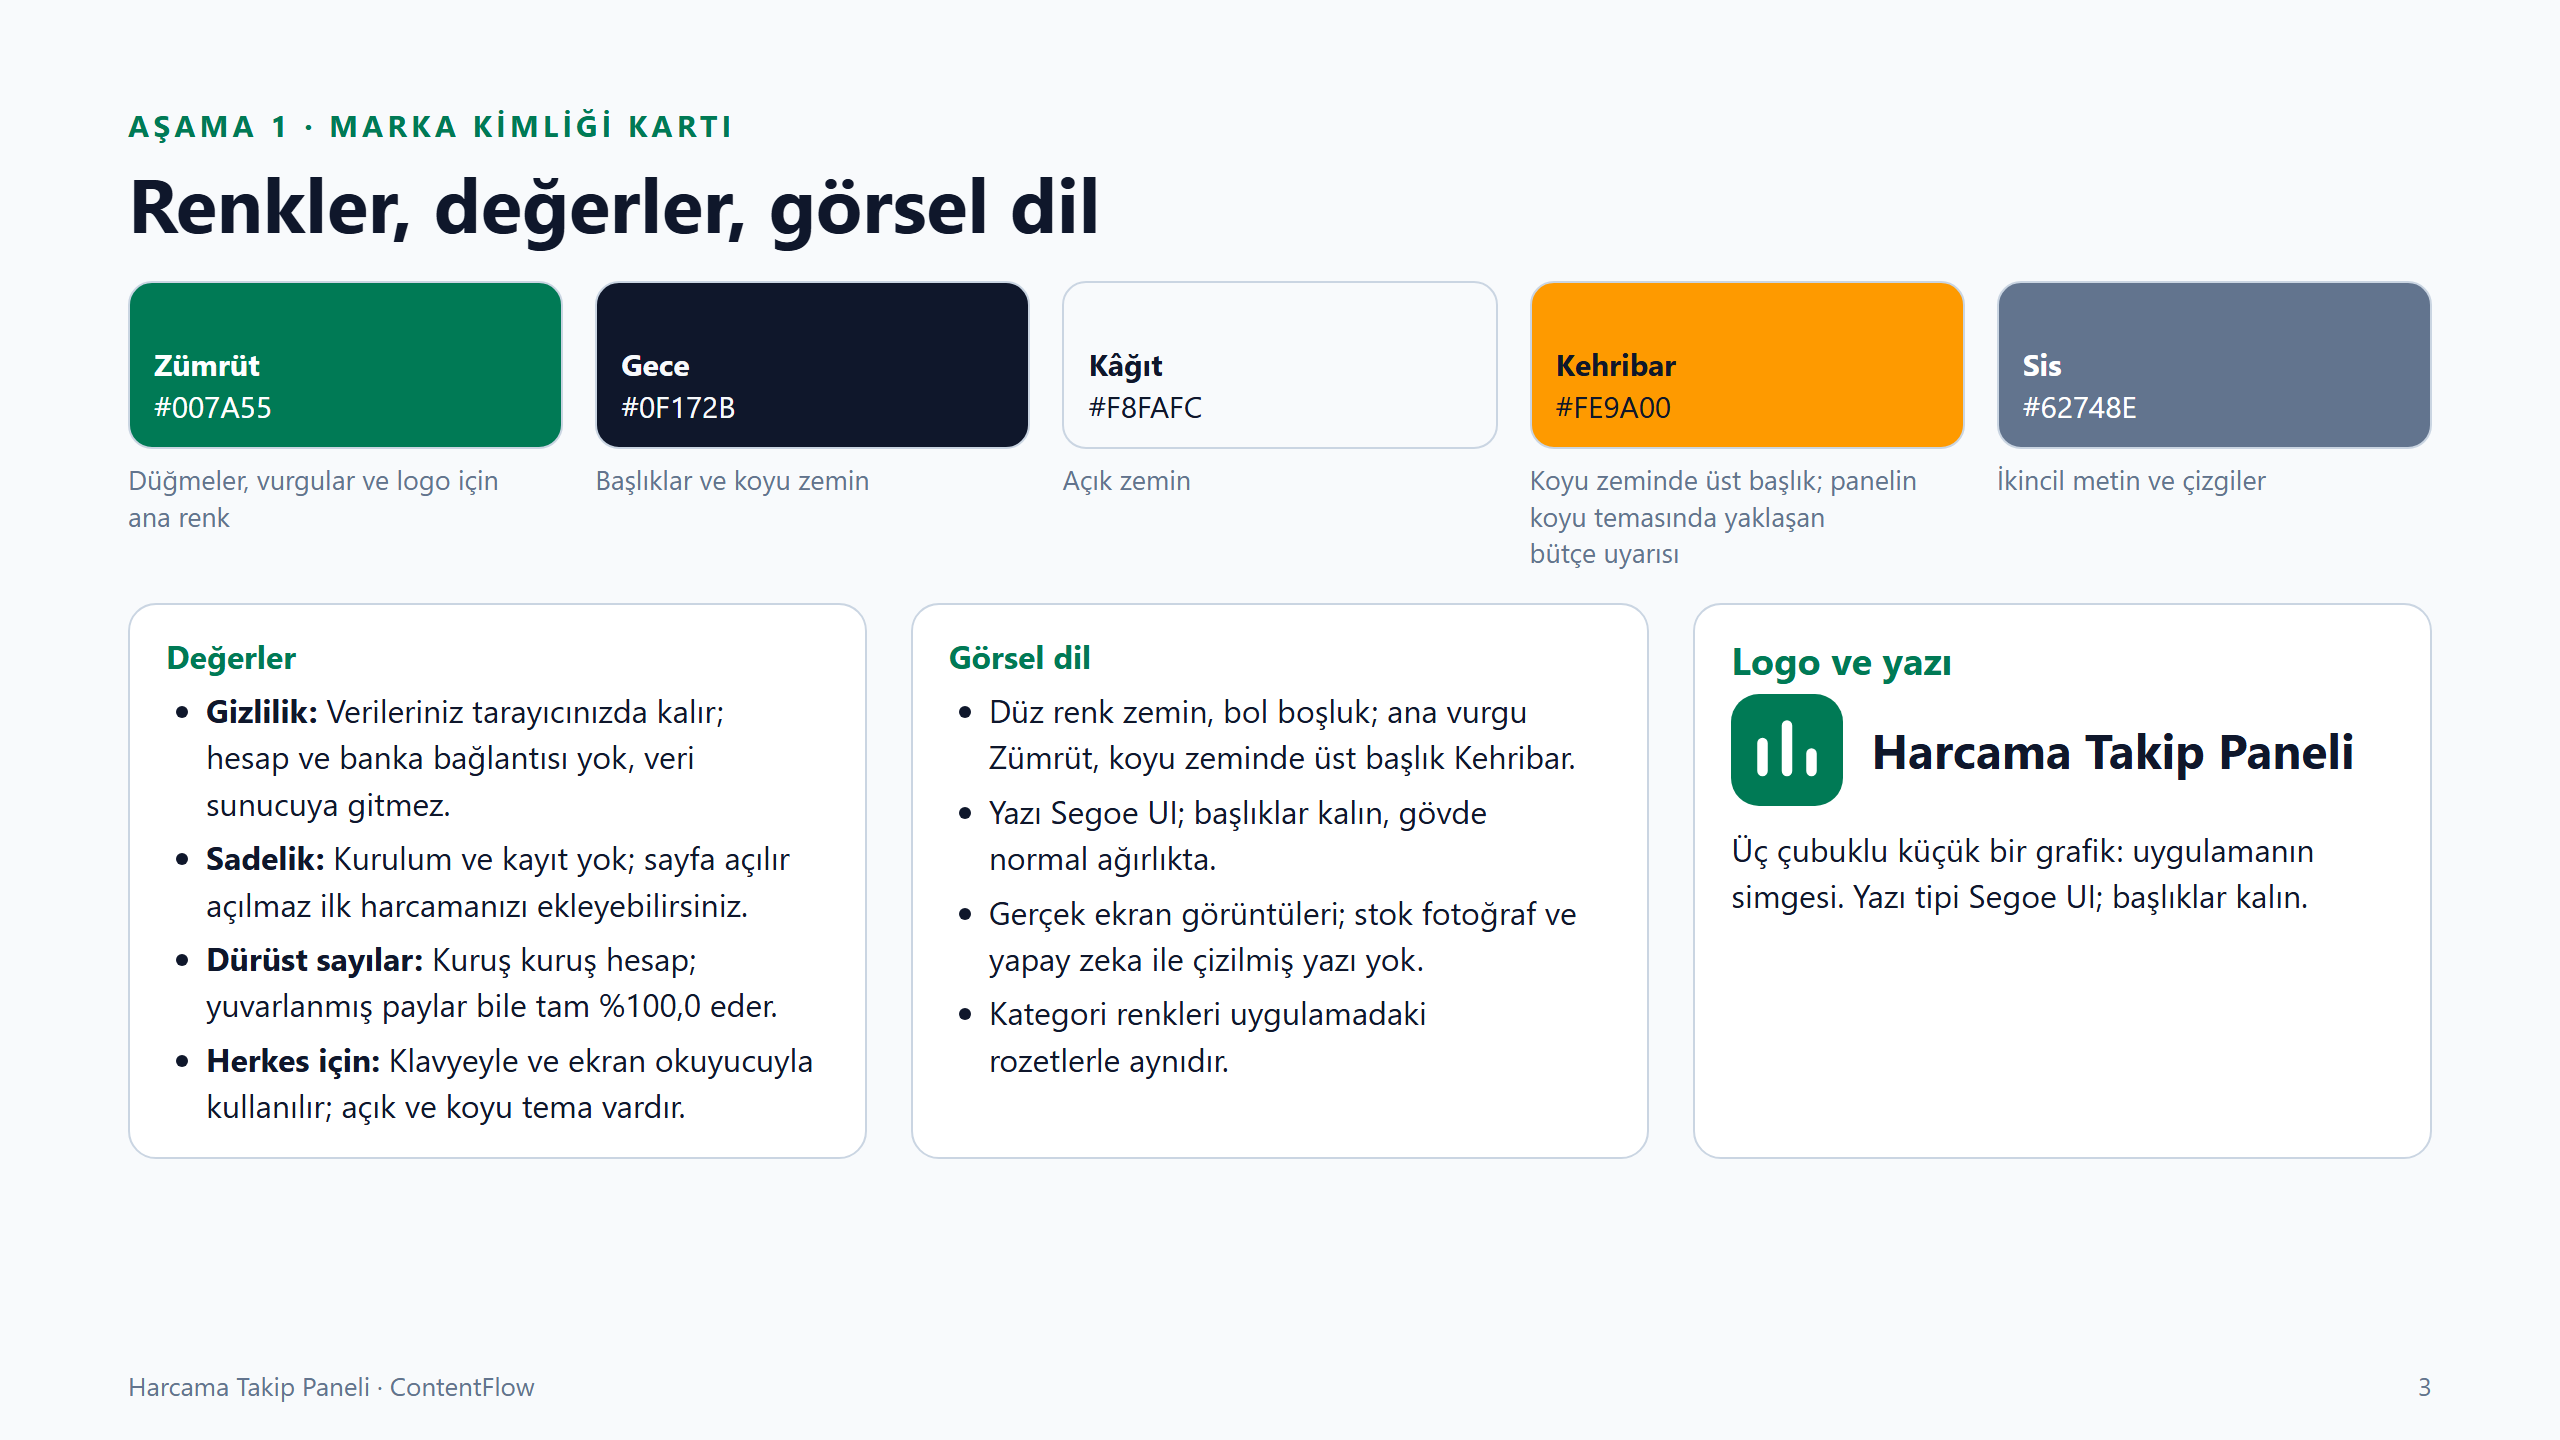 AŞAMA 1 · MARKA KİMLİĞİ KARTI
Renkler, değerler, görsel dil
Zümrüt
#007A55
Düğmeler, vurgular ve logo için
ana renk
Gece
#0F172B
Başlıklar ve koyu zemin
Kâğıt
#F8FAFC
Açık zemin
Kehribar
#FE9A00
Koyu zeminde üst başlık; panelin
koyu temasında yaklaşan
bütçe uyarısı
Sis
#62748E
İkincil metin ve çizgiler
Değerler
• Gizlilik: Verileriniz tarayıcınızda kalır;
hesap ve banka bağlantısı yok, veri
sunucuya gitmez.
• Sadelik: Kurulum ve kayıt yok; sayfa açılır
açılmaz ilk harcamanızı ekleyebilirsiniz.
• Dürüst sayılar: Kuruş kuruş hesap;
yuvarlanmış paylar bile tam %100,0 eder.
• Herkes için: Klavyeyle ve ekran okuyucuyla
kullanılır; açık ve koyu tema vardır.
Görsel dil
• Düz renk zemin, bol boşluk; ana vurgu
Zümrüt, koyu zeminde üst başlık Kehribar.
• Yazı Segoe UI; başlıklar kalın, gövde
normal ağırlıkta.
• Gerçek ekran görüntüleri; stok fotoğraf ve
yapay zeka ile çizilmiş yazı yok.
• Kategori renkleri uygulamadaki
rozetlerle aynıdır.
Logo ve yazı
Harcama Takip Paneli
Üç çubuklu küçük bir grafik: uygulamanın
simgesi. Yazı tipi Segoe UI; başlıklar kalın.
Harcama Takip Paneli · ContentFlow
3